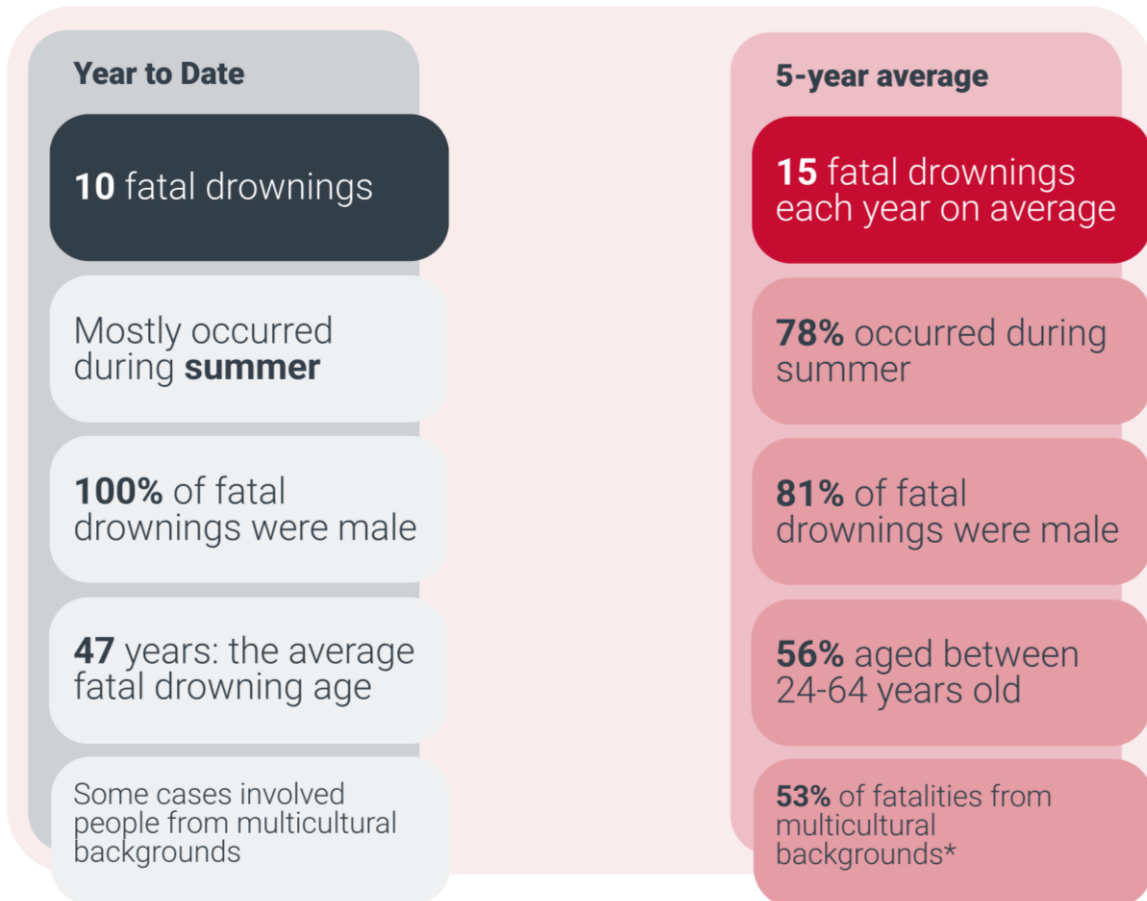 Year to Date
10 fatal drownings
Mostly occurred
during summer
100% of fatal
drownings were male
47 years: the average
fatal drowning age
Some cases involved
people from multicultural
backgrounds
5-year average
15 fatal drownings
each year on average
78% occurred during
summer
81% of fatal
drownings were male
56% aged between
24-64 years old
53% of fatalities from
multicultural
backgrounds*